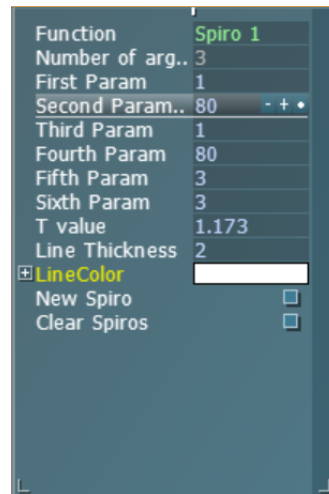 Function Spiro 1
Number of arg.. 3
First Param 1
Second Param.. 80 - + •
Third Param 1
Fourth Param 80
Fifth Param 3
Sixth Param 3
T value 1.173
Line Thickness 2
+ LineColor
New Spiro
Clear Spiros